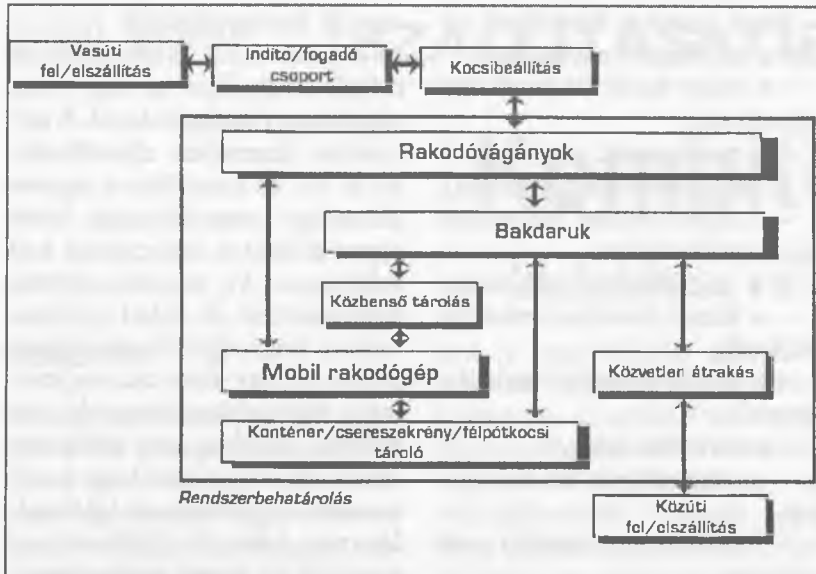 Vasúti
fel/elszállítás
Indító/fogadó
csoport
Kocsibeállítás
Rakodóvágányok
Bakdaruk
Közbenső tárolás
Mobil rakodógép
Közvetlen átrakás
Konténer/csereszekrény/félpótkocsi
tároló
Rendszerbehatárolás
Közúti
fel/elszállítás